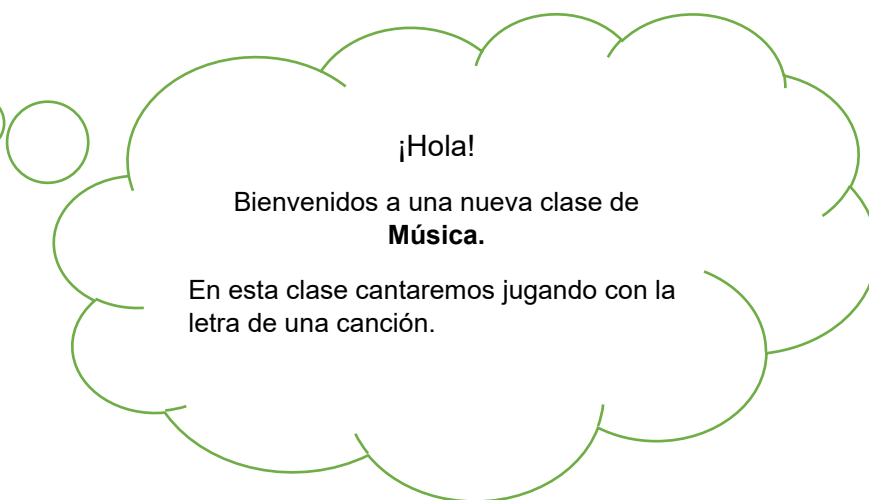 ¡Hola!
Bienvenidos a una nueva clase de
Música.
En esta clase cantaremos jugando con la
letra de una canción.